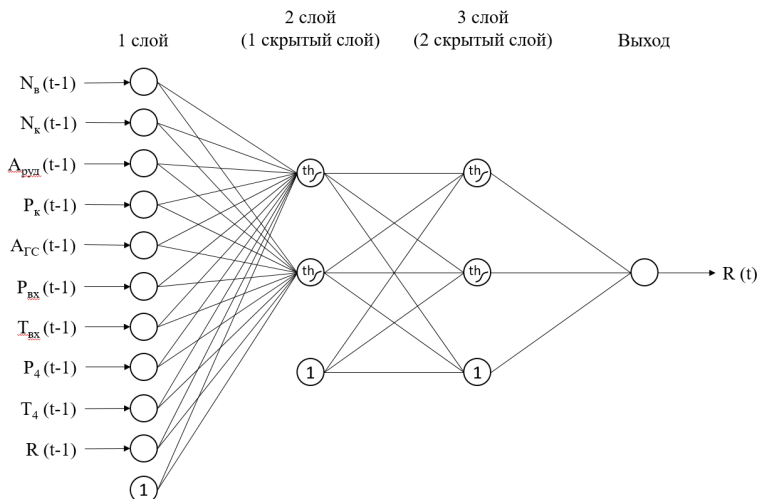 2 слой
3 слой
1 слой
(1 скрытый слой)
(2 скрытый слой)
Выход
Nв (t-1)
Nк (t-1)
Aруд (t-1)
Pк (t-1)
AГС (t-1)
Pвх (t-1)
Tвх (t-1)
P4 (t-1)
T4 (t-1)
R (t-1)
1
th
th
1
th
th
1
R (t)